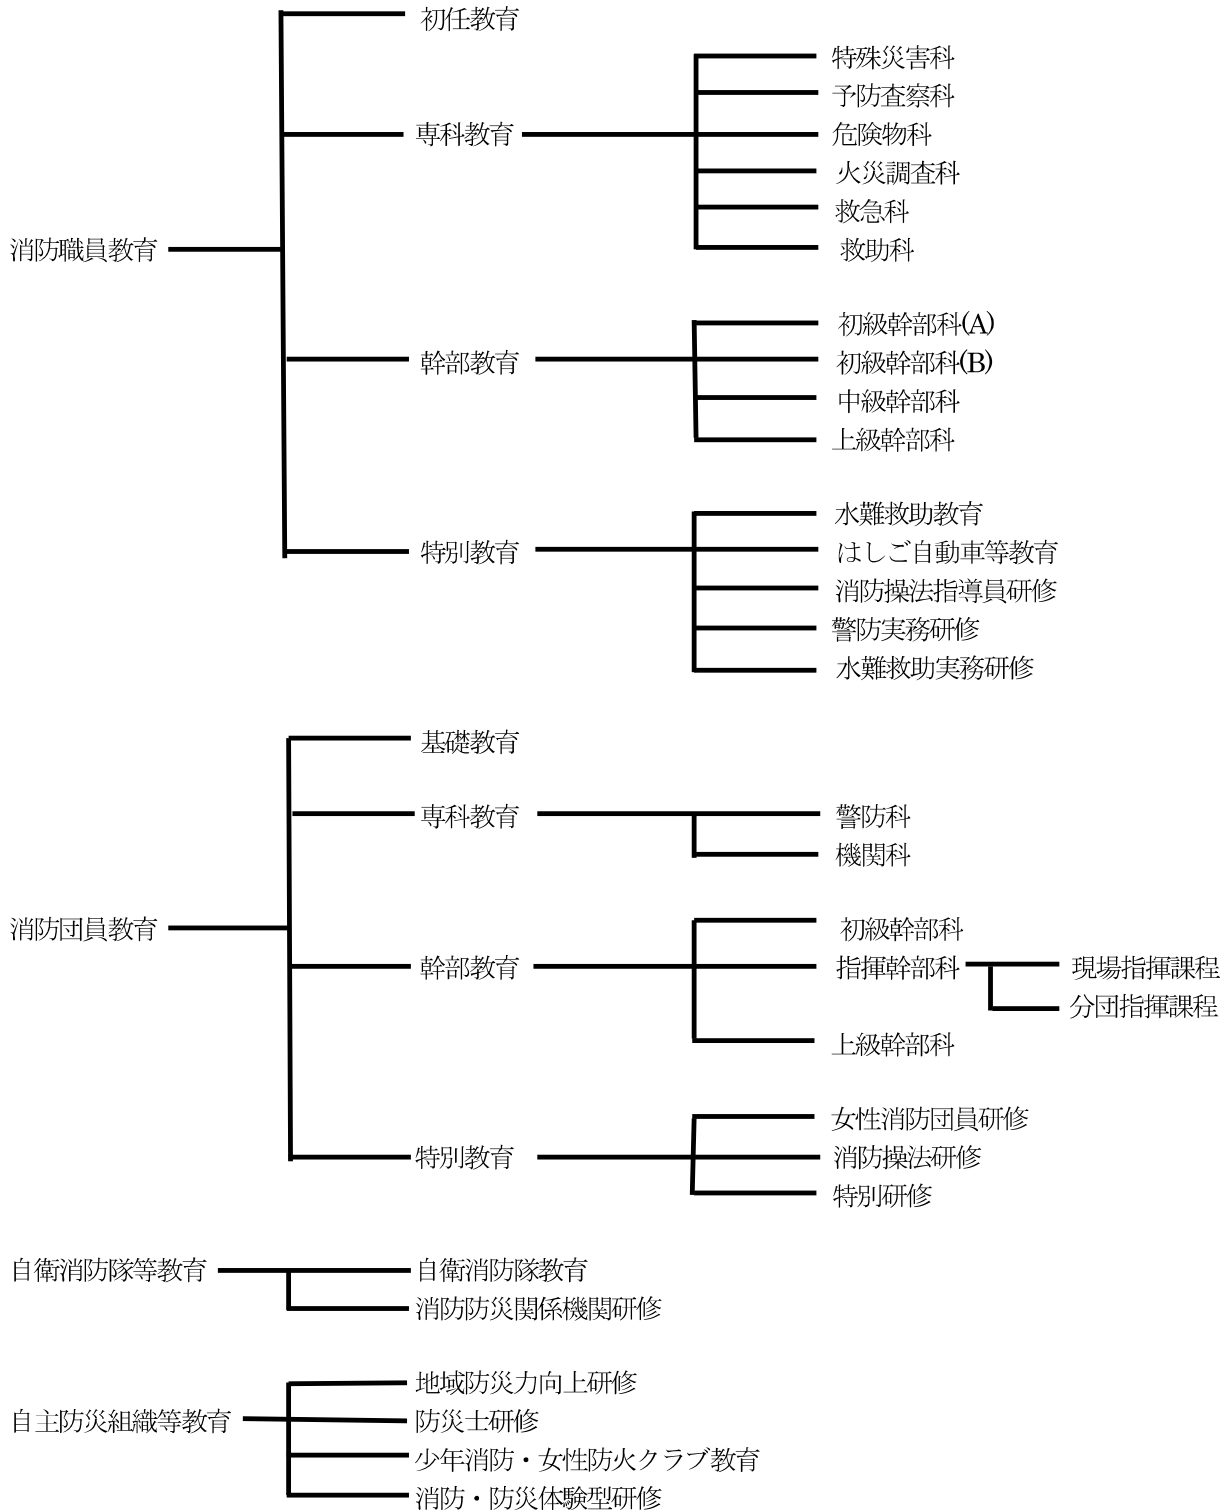 初任教育
特殊災害科
予防査察科
専科教育
危険物科
火災調査科
救急科
消防職員教育
救助科
初級幹部科(A)
幹部教育
初級幹部科(B)
中級幹部科
上級幹部科
水難救助教育
特別教育
はしご自動車等教育
消防操法指導員研修
警防実務研修
水難救助実務研修
基礎教育
専科教育
警防科
機関科
消防団員教育
初級幹部科
幹部教育
指揮幹部科
現場指揮課程
分団指揮課程
上級幹部科
女性消防団員研修
特別教育
消防操法研修
特別研修
自衛消防隊等教育
自衛消防隊教育
消防防災関係機関研修
地域防災力向上研修
自主防災組織等教育
防災士研修
少年消防・女性防火クラブ教育
消防・防災体験型研修